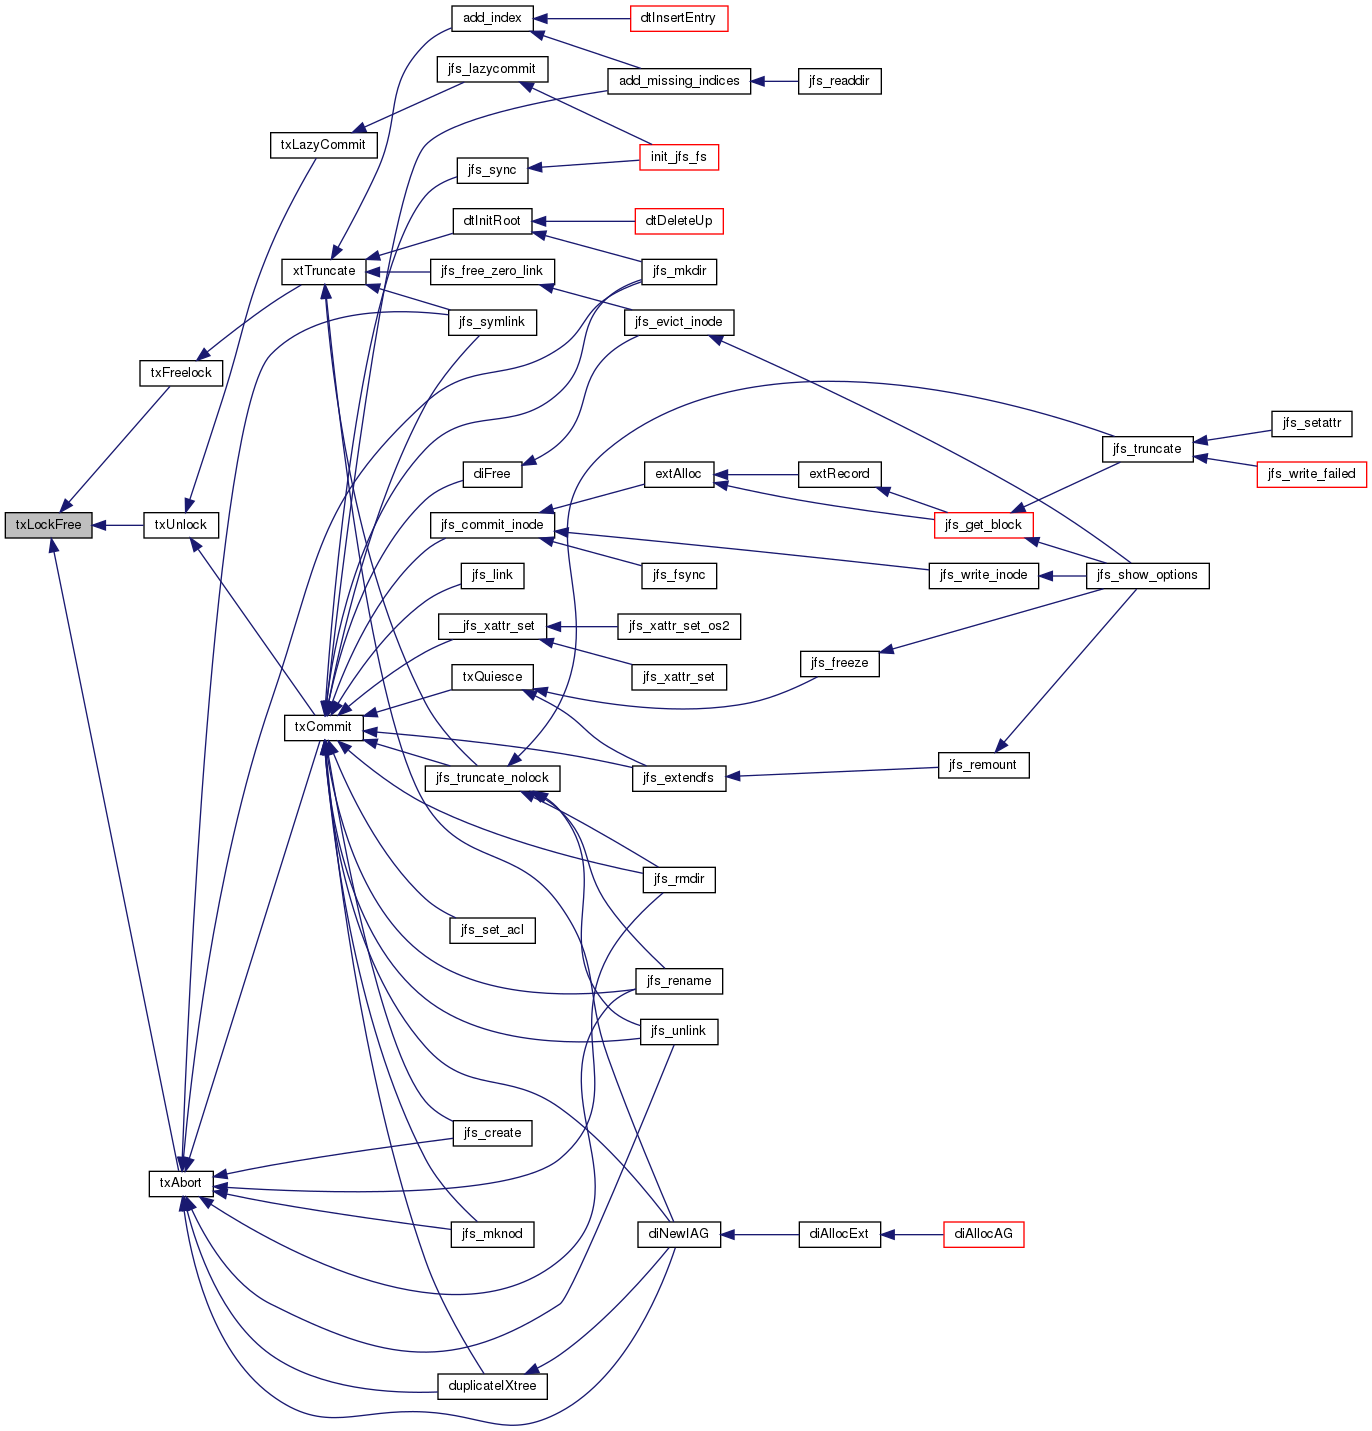 add_index
dtInsertEntry
jfs_lazycommit
add_missing_indices
jfs_readdir
txLazyCommit
init_jfs_fs
jfs_sync
dtInitRoot
dtDeleteUp
xtTruncate
jfs_free_zero_link
jfs_mkdir
jfs_symlink
jfs_evict_inode
txFreelock
jfs_setattr
jfs_truncate
diFree
extAlloc
extRecord
jfs_write_failed
txLockFree
txUnlock
jfs_commit_inode
jfs_get_block
jfs_link
jfs_fsync
jfs_write_inode
jfs_show_options
__jfs_xattr_set
jfs_xattr_set_os2
txQuiesce
jfs_xattr_set
jfs_freeze
txCommit
jfs_truncate_nolock
jfs_extendfs
jfs_remount
jfs_rmdir
jfs_set_acl
jfs_rename
jfs_unlink
jfs_create
txAbort
jfs_mknod
diNewIAG
diAllocExt
diAllocAG
duplicateIXtree